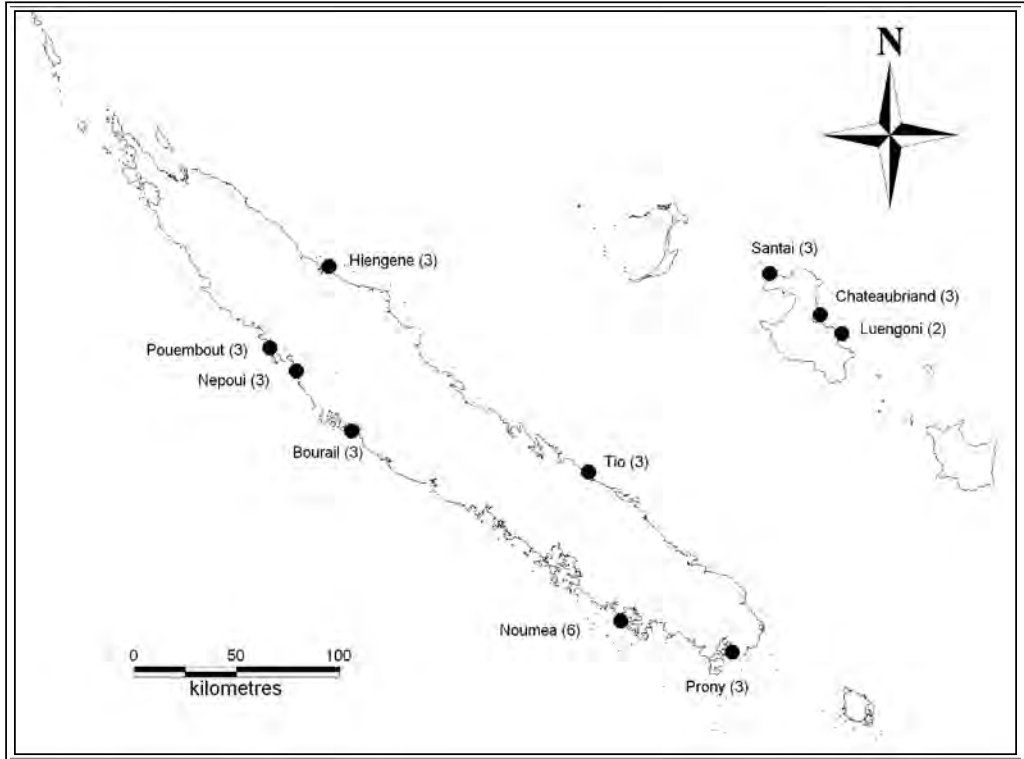 N
Santai (3)
Hiengene (3)
Chateaubriand (3)
Luengoni (2)
Pouembout (3)
Nepoui (3)
Bourail (3)
Tio (3)
Noumea (6)
0 50 100
kilometres
Prony (3)